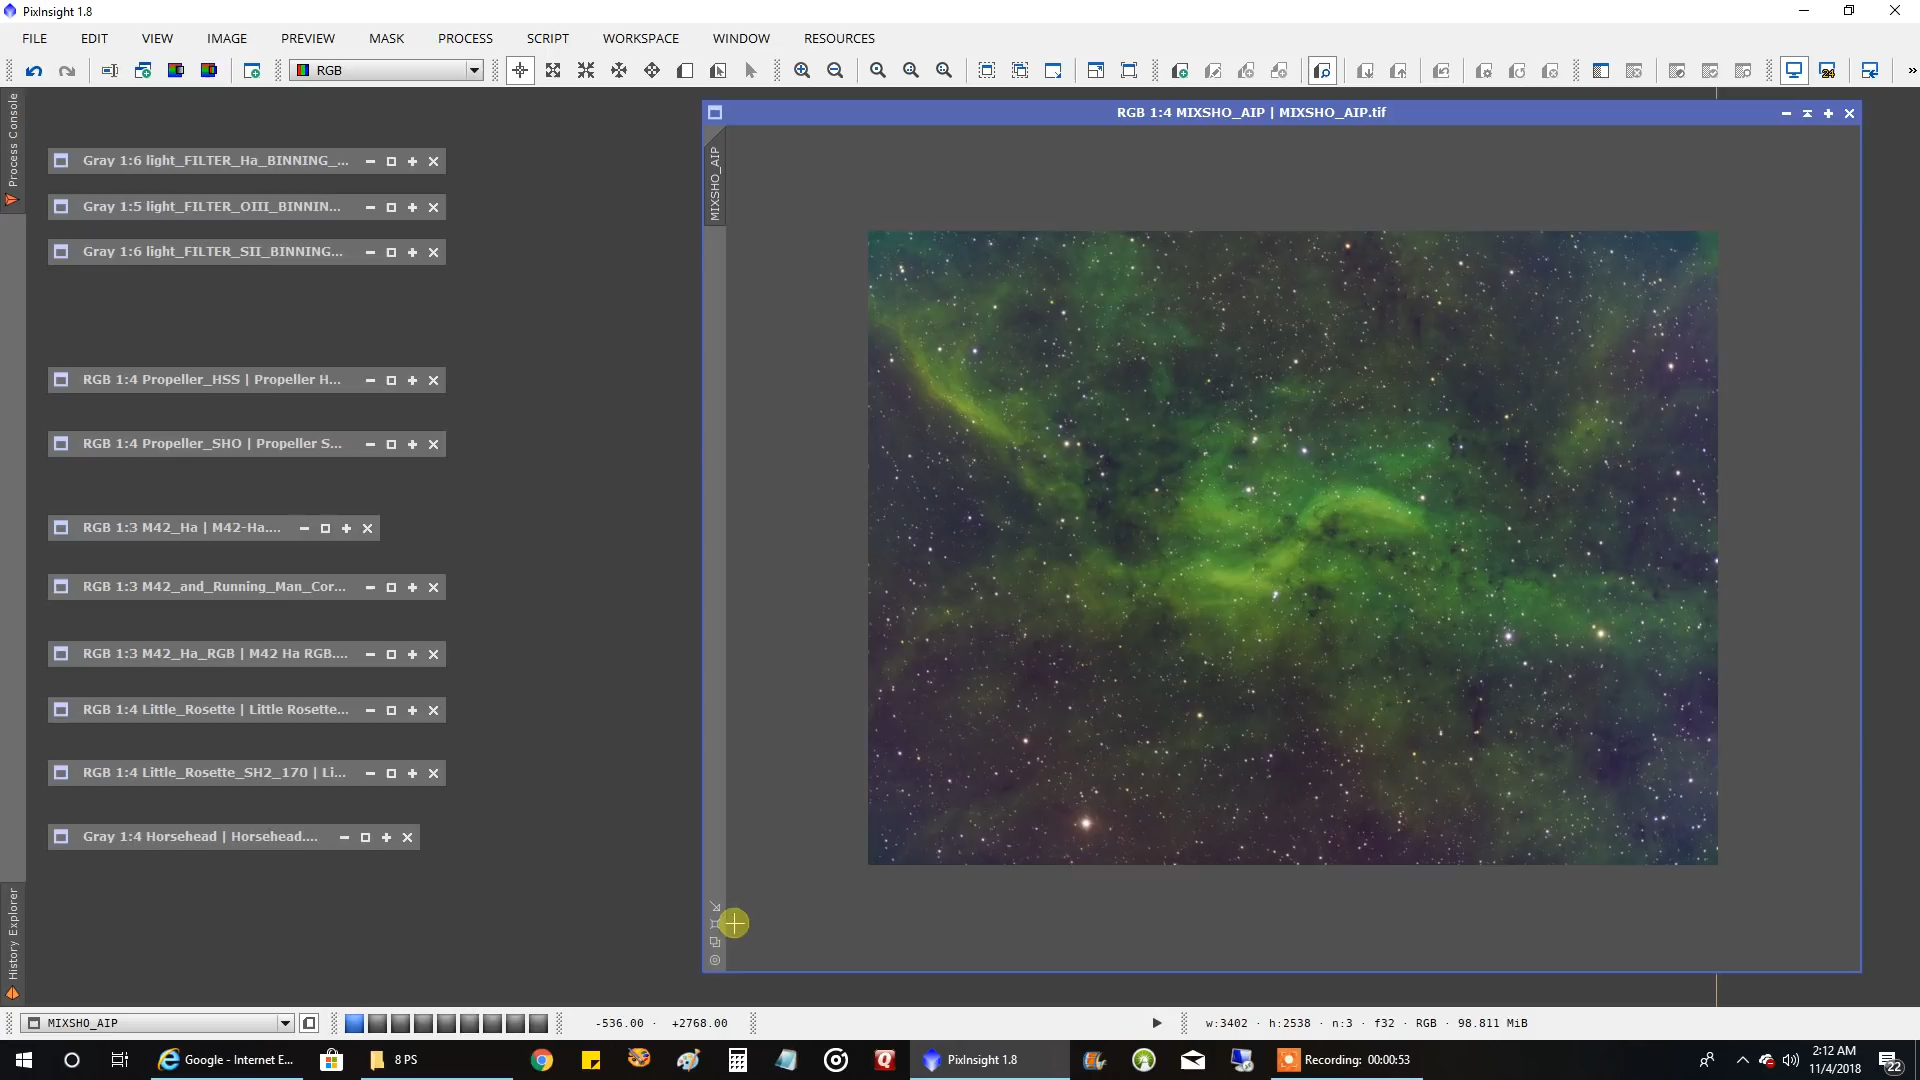 PixInsight 1.8
FILE EDIT VIEW IMAGE PREVIEW PROCESS MASK SCRIPT WORKSPACE WINDOW RESOURCES
RGB
24
»
Process Console
RGB 1:4 MIXSHO_AIP | MIXSHO_AIP.tif
MIXSHO_AIP
Gray 1:6 light_FILTER_Ha_BINNING_...
Gray 1:5 light_FILTER_OIII_BINNIN...
Gray 1:6 light_FILTER_SII_BINNING...
RGB 1:4 Propeller_HSS | Propeller H...
RGB 1:4 Propeller_SHO | Propeller S...
RGB 1:3 M42_Ha | M42-Ha....
RGB 1:3 M42_and_Running_Man_Cor...
RGB 1:3 M42_Ha_RGB | M42 Ha RGB....
RGB 1:4 Little_Rosette | Little Rosette...
RGB 1:4 Little_Rosette_SH2_170 | Li...
Gray 1:4 Horsehead | Horsehead....
History Explorer
MIXSHO_AIP
-536.00 · +2768.00
w:3402 · h:2538 · n:3 · f32 · RGB · 98.811 MiB
Google - Internet E...
8 PS
PixInsight 1.8
Recording: 00:00:53
2:12 AM
11/4/2018
22